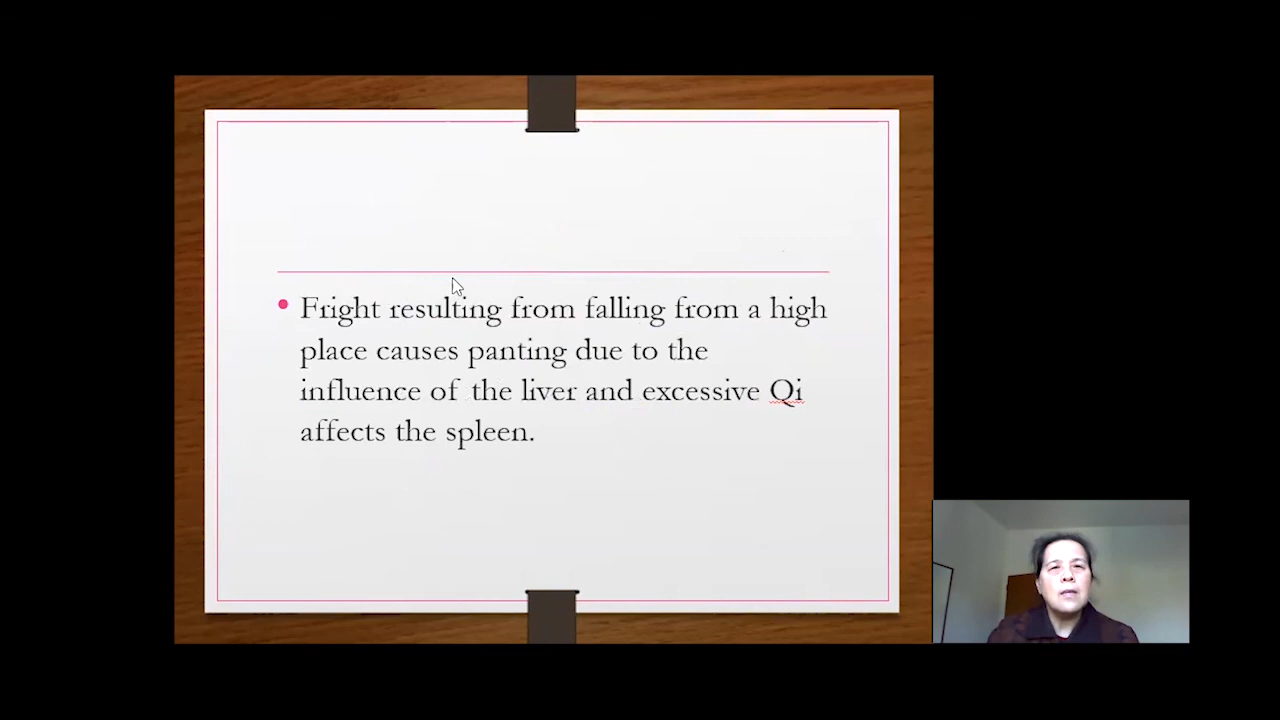 Fright resulting from falling from a high
place causes panting due to the
influence of the liver and excessive Qi
affects the spleen.